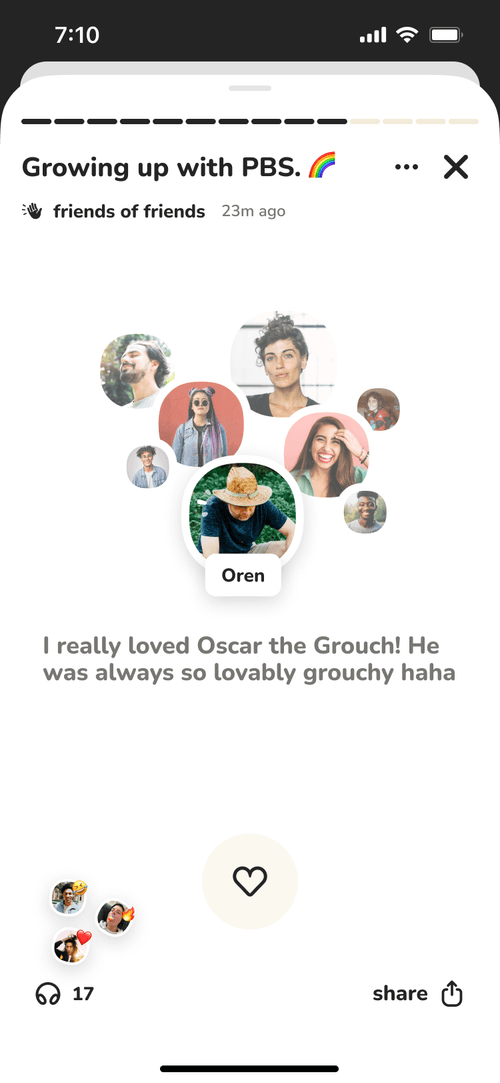 7:10
Growing up with PBS. 🌈
friends of friends 23m ago
Oren
I really loved Oscar the Grouch! He
was always so lovably grouchy haha
17
share